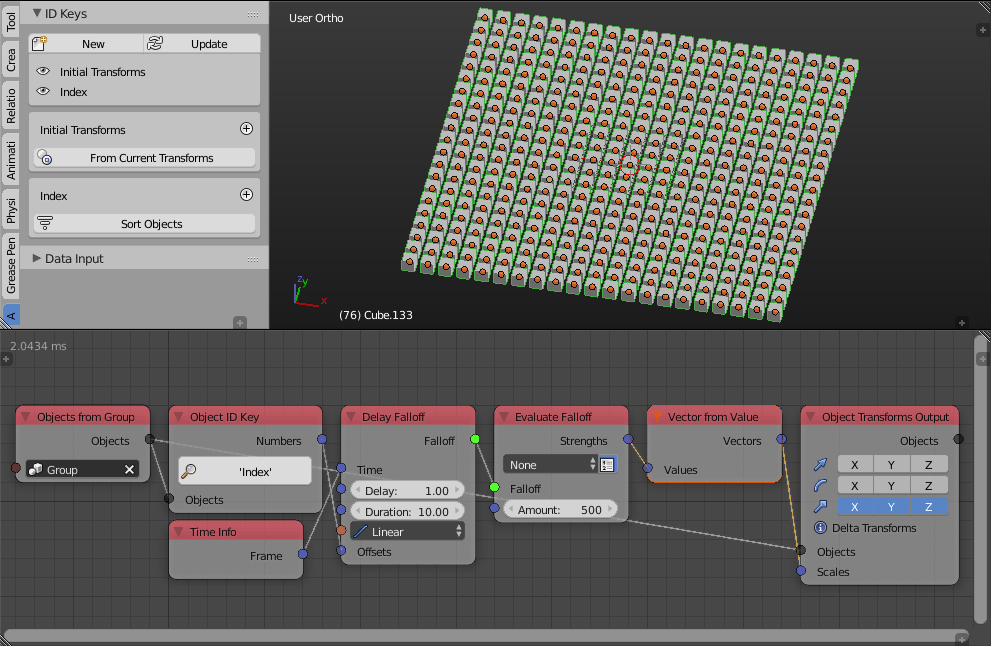 Tool
Crea
Relatio
Animati
Physi
Grease Pen
A
ID Keys
New Update
Initial Transforms
Index
Initial Transforms
From Current Transforms
Index
Sort Objects
Data Input
User Ortho
z y
x
(76) Cube.133
2.0434 ms
Objects from Group
Objects
Group
Object ID Key
Numbers
'Index'
Objects
Time Info
Frame
Delay Falloff
Falloff
Time
Delay: 1.00
Duration: 10.00
Linear
Offsets
Evaluate Falloff
Strengths
None
Falloff
Amount: 500
Vector from Value
Vectors
Values
Object Transforms Output
Objects
X Y Z
X Y Z
X Y Z
Delta Transforms
Objects
Scales